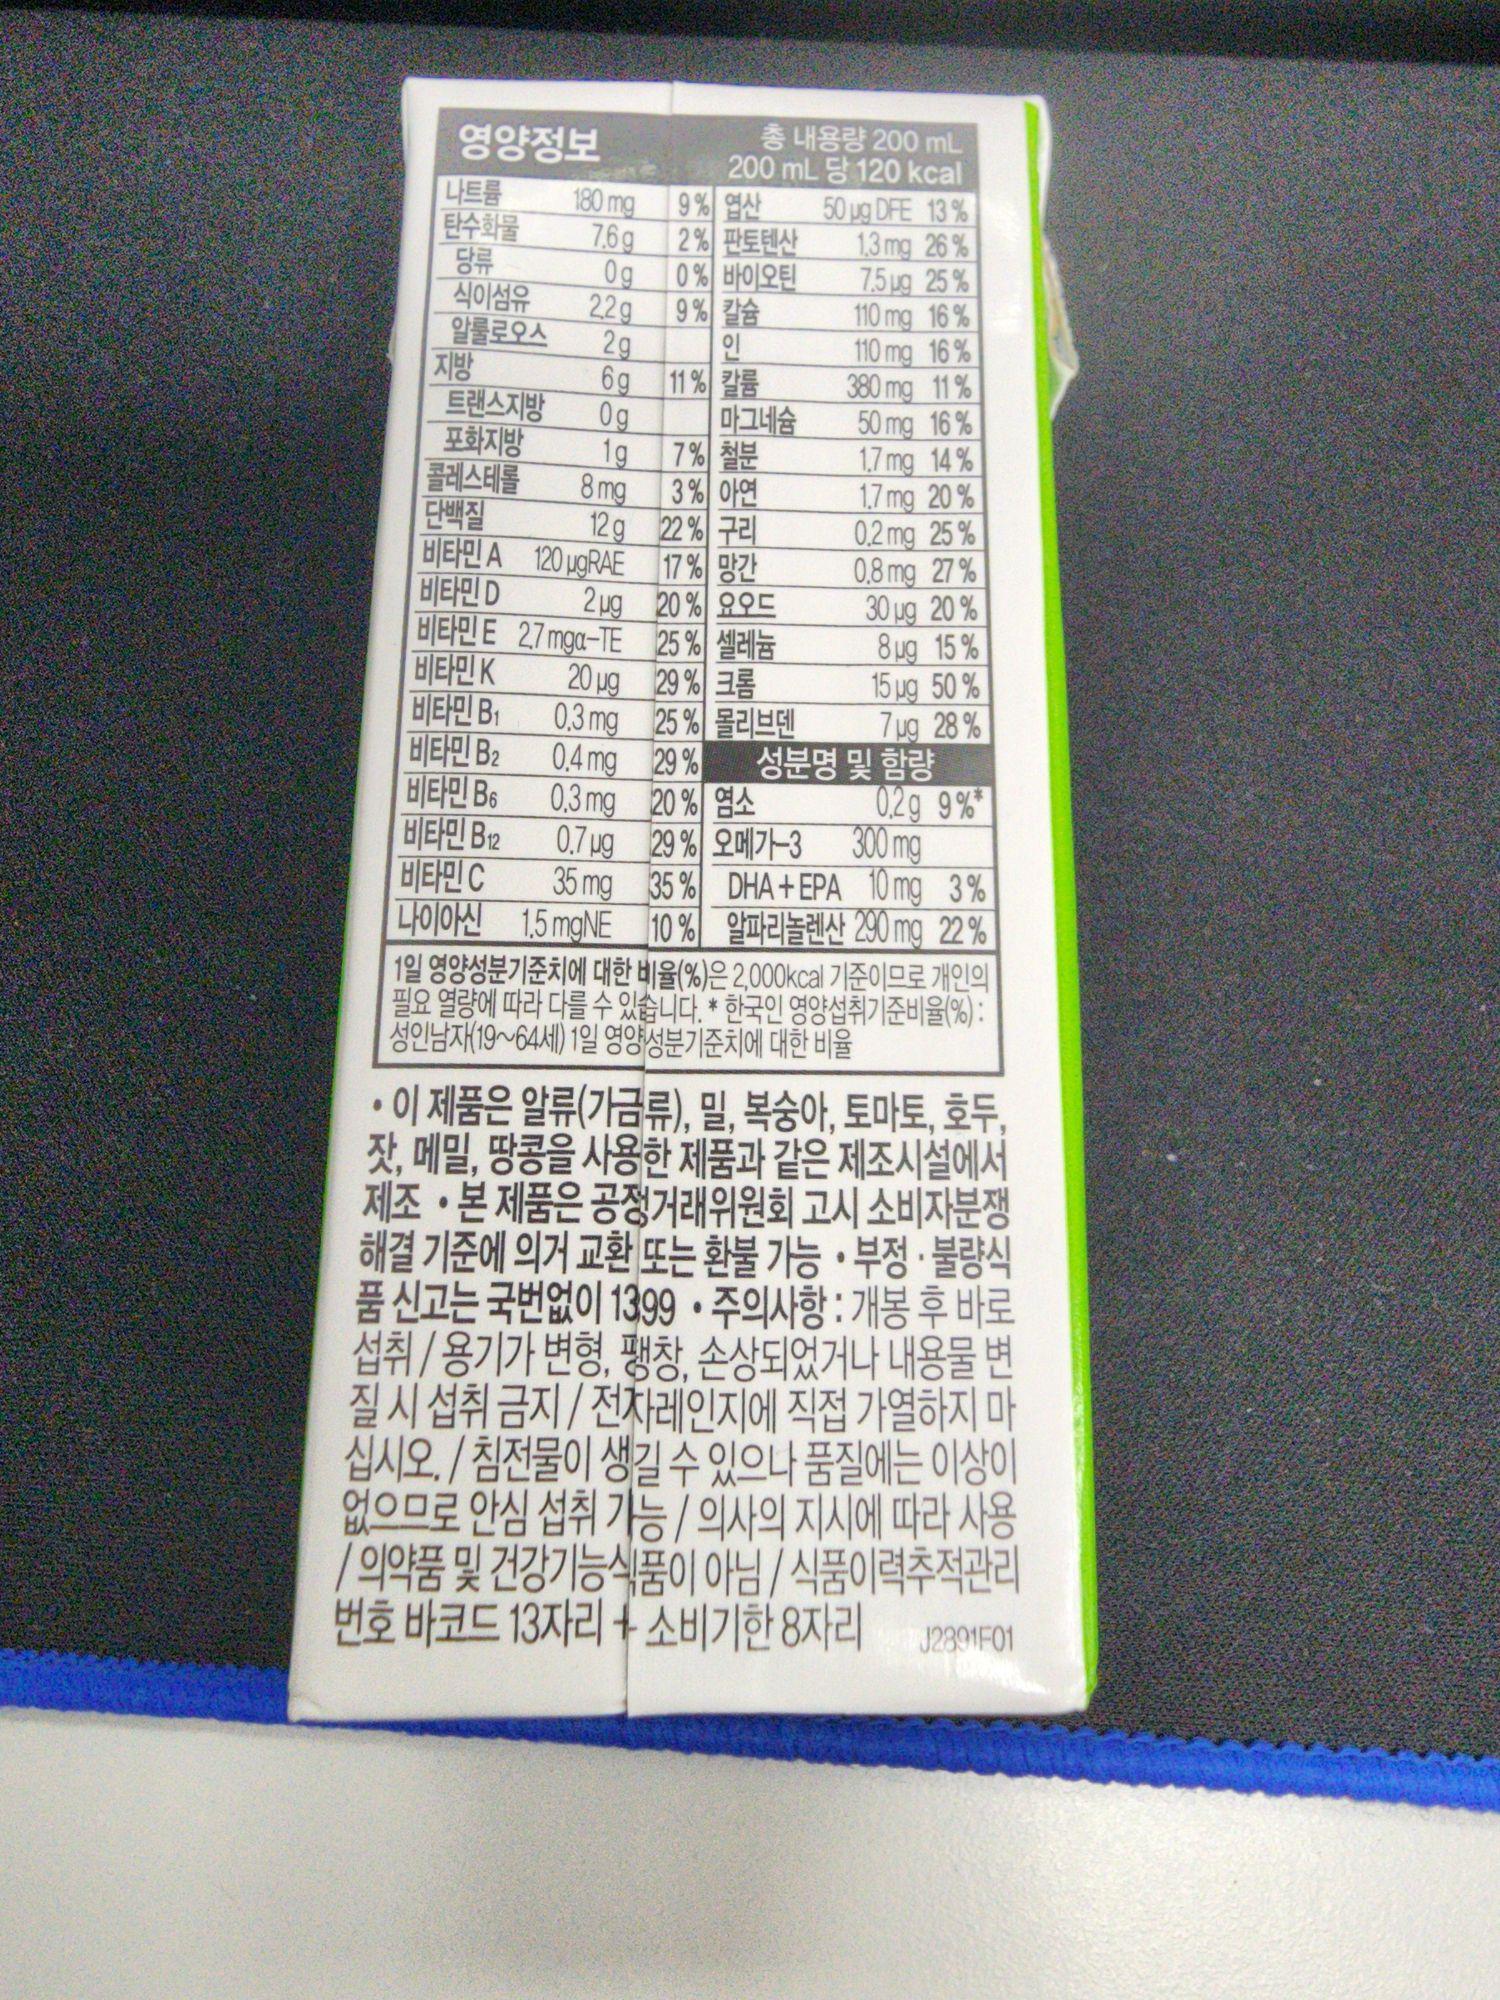 영양정보
총 내용량 200 mL
200 mL 당 120 kcal
나트륨 180 mg 9 %
탄수화물 7.6 g 2 %
당류 0 g 0 %
식이섬유 2.2 g 9 %
알룰로오스 2 g
지방 6 g 11 %
트랜스지방 0 g
포화지방 1 g 7 %
콜레스테롤 8 mg 3 %
단백질 12 g 22 %
비타민 A 120 μgRAE 17 %
비타민 D 2 μg 20 %
비타민 E 2.7 mgα-TE 25 %
비타민 K 20 μg 29 %
비타민 B₁ 0.3 mg 25 %
비타민 B₂ 0.4 mg 29 %
비타민 B₆ 0.3 mg 20 %
비타민 B₁₂ 0.7 μg 29 %
비타민 C 35 mg 35 %
나이아신 1.5 mgNE 10 %
엽산 50 μg DFE 13 %
판토텐산 1.3 mg 26 %
바이오틴 7.5 μg 25 %
칼슘 110 mg 16 %
인 110 mg 16 %
칼륨 380 mg 11 %
마그네슘 50 mg 16 %
철분 1.7 mg 14 %
아연 1.7 mg 20 %
구리 0.2 mg 25 %
망간 0.8 mg 27 %
요오드 30 μg 20 %
셀레늄 8 μg 15 %
크롬 15 μg 50 %
몰리브덴 7 μg 28 %
성분명 및 함량
염소 0.2 g 9 %*
오메가-3 300 mg
DHA + EPA 10 mg 3 %
알파리놀렌산 290 mg 22 %
1일 영양성분기준치에 대한 비율(%)은 2,000kcal 기준이므로 개인의
필요 열량에 따라 다를 수 있습니다. * 한국인 영양섭취기준비율(%) :
성인남자(19~64세) 1일 영양성분기준치에 대한 비율
• 이 제품은 알류(가금류), 밀, 복숭아, 토마토, 호두,
잣, 메밀, 땅콩을 사용한 제품과 같은 제조시설에서
제조 • 본 제품은 공정거래위원회 고시 소비자분쟁
해결 기준에 의거 교환 또는 환불 가능 • 부정 · 불량식
품 신고는 국번없이 1399 • 주의사항 : 개봉 후 바로
섭취 / 용기가 변형, 팽창, 손상되었거나 내용물 변
질 시 섭취 금지 / 전자레인지에 직접 가열하지 마
십시오. / 침전물이 생길 수 있으나 품질에는 이상이
없으므로 안심 섭취 가능 / 의사의 지시에 따라 사용
/ 의약품 및 건강기능식품이 아님 / 식품이력추적관리
번호 바코드 13자리 + 소비기한 8자리 J2891F01